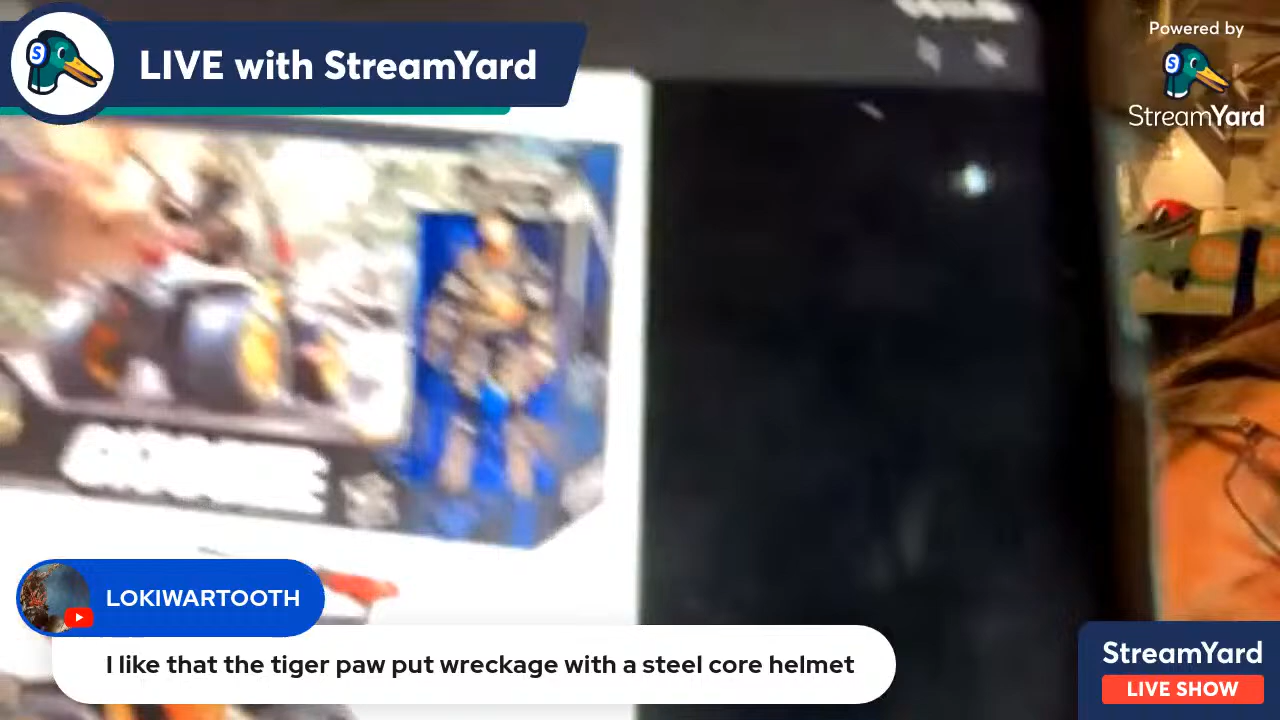 LIVE with StreamYard
Powered by
StreamYard
LOKIWARTOOTH
I like that the tiger paw put wreckage with a steel core helmet
StreamYard
LIVE SHOW